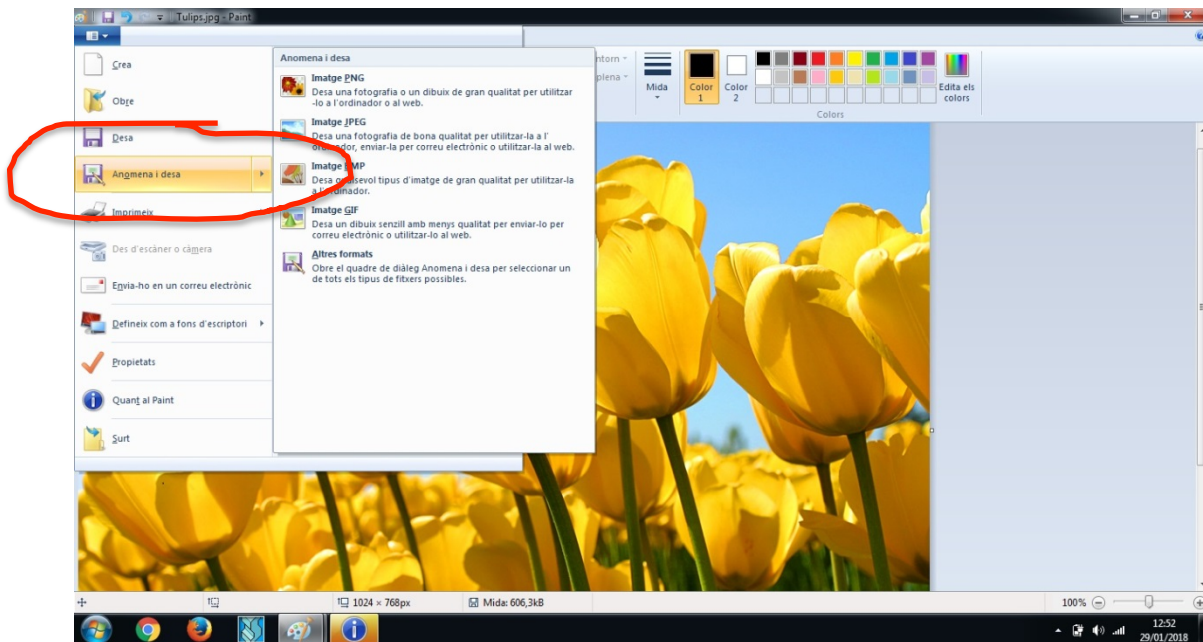 Tulips.jpg - Paint
Crea
Obre
Desa
Anomena i desa
Imprimeix
Des d'escàner o càmera
Envia-ho en un correu electrònic
Defineix com a fons d'escriptori
Propietats
Quant al Paint
Surt
Anomena i desa
Imatge PNG
Desa una fotografia o un dibuix de gran qualitat per utilitzar
-lo a l'ordinador o al web.
Imatge JPEG
Desa una fotografia de bona qualitat per utilitzar-la a l'
ordinador, enviar-la per correu electrònic o utilitzar-la al web.
Imatge BMP
Desa qualsevol tipus d'imatge de gran qualitat per utilitzar-la
a l'ordinador.
Imatge GIF
Desa un dibuix senzill amb menys qualitat per enviar-lo per
correu electrònic o utilitzar-lo al web.
Altres formats
Obre el quadre de diàleg Anomena i desa per seleccionar un
de tots els tipus de fitxers possibles.
ntorn
plena
Mida
Color
1
Color
2
Edita els
colors
Colors
1024 × 768px
Mida: 606,3kB
100%
12:52
29/01/2018